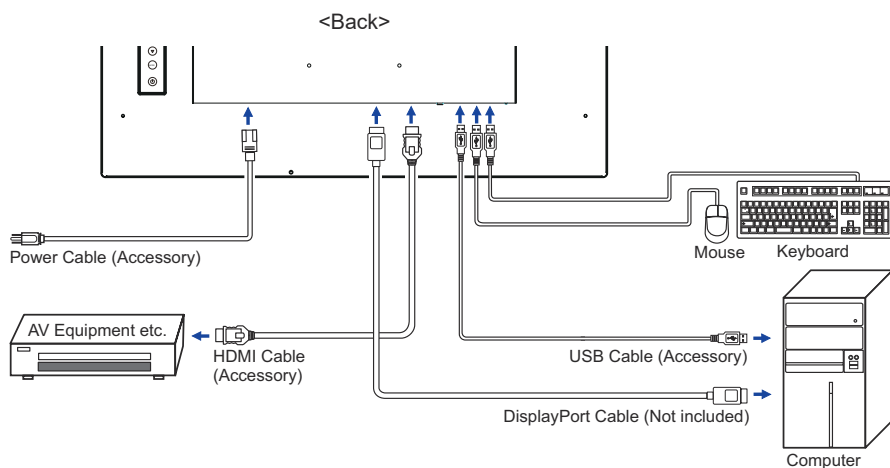 <Back>
Power Cable (Accessory)
Mouse
Keyboard
AV Equipment etc.
HDMI Cable
(Accessory)
USB Cable (Accessory)
DisplayPort Cable (Not included)
Computer